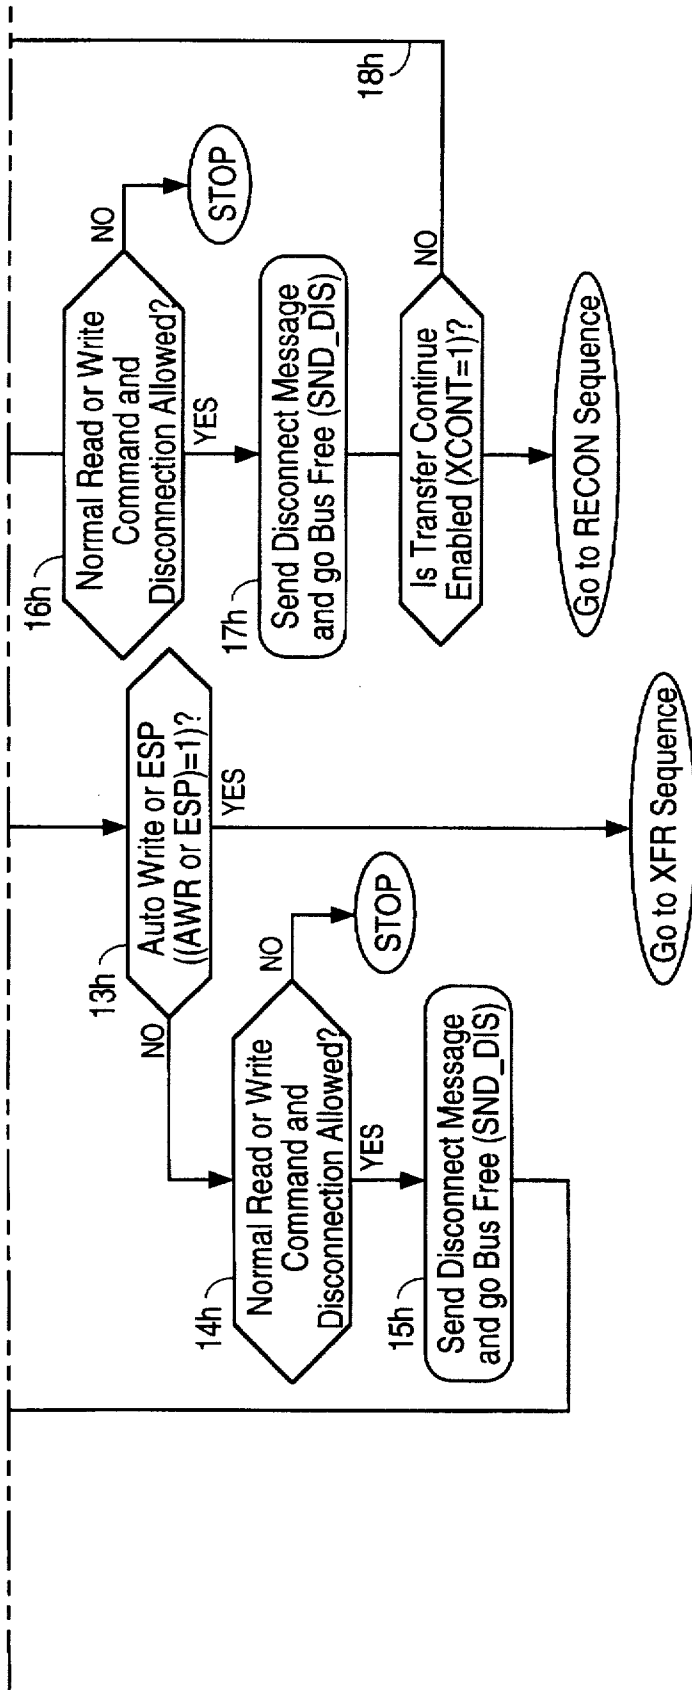 13h
Auto Write or ESP
((AWR or ESP)=1)?
NO
YES
14h
Normal Read or Write
Command and
Disconnection Allowed?
NO
STOP
YES
15h
Send Disconnect Message
and go Bus Free (SND_DIS)
Go to XFR Sequence
16h
Normal Read or Write
Command and
Disconnection Allowed?
NO
STOP
YES
17h
Send Disconnect Message
and go Bus Free (SND_DIS)
Is Transfer Continue
Enabled (XCONT=1)?
NO
18h
Go to RECON Sequence